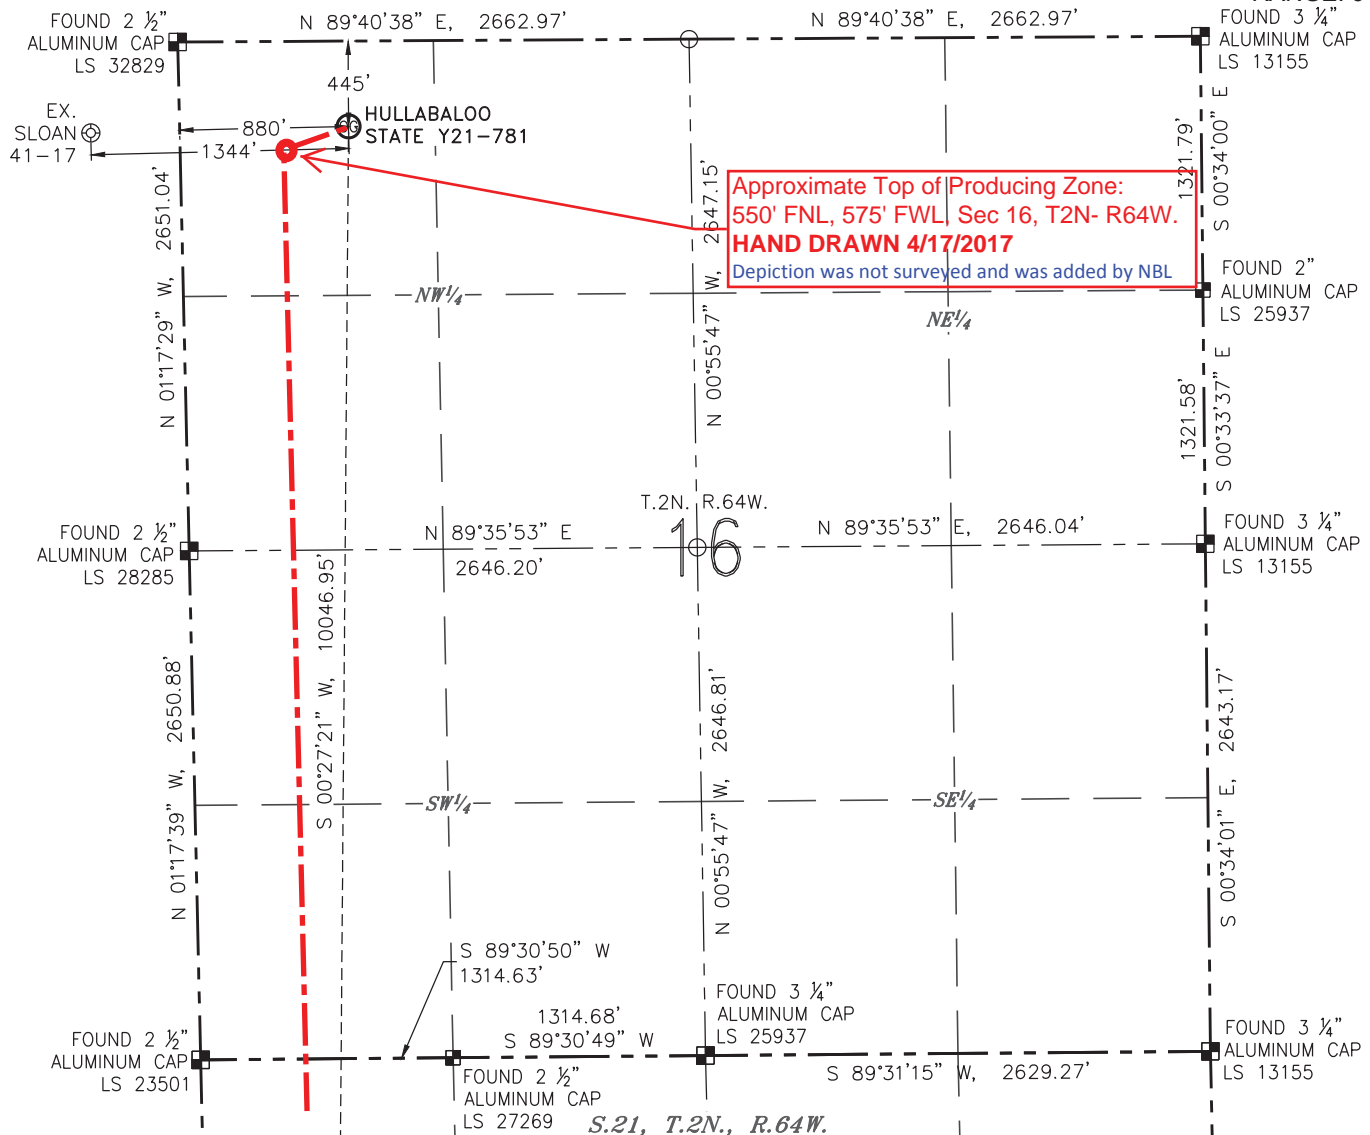 FOUND 2 ½"
ALUMINUM CAP
LS 32829
N 89°40'38" E, 2662.97'
N 89°40'38" E, 2662.97'
FOUND 3 ¼"
ALUMINUM CAP
LS 13155
445'
EX.
SLOAN
41-17
880'
1344'
HULLABALOO
STATE Y21-781
OG
Approximate Top of Producing Zone:
550' FNL, 575' FWL, Sec 16, T2N- R64W.
HAND DRAWN 4/17/2017
Depiction was not surveyed and was added by NBL
N 01°17'29" W, 2651.04'
N 00°55'47" W, 2647.15'
1321.79'
S 00°34'00" E
FOUND 2"
ALUMINUM CAP
LS 25937
NW¼
NE¼
1321.58'
S 00°33'37" E
T.2N. R.64W.
16
FOUND 2 ½"
ALUMINUM CAP
LS 28285
N 89°35'53" E
2646.20'
N 89°35'53" E, 2646.04'
FOUND 3 ¼"
ALUMINUM CAP
LS 13155
S 00°27'21" W, 10046.95'
N 01°17'39" W, 2650.88'
N 00°55'47" W, 2646.81'
S 00°34'01" E, 2643.17'
SW¼
SE¼
S 89°30'50" W
1314.63'
1314.68'
S 89°30'49" W
FOUND 3 ¼"
ALUMINUM CAP
LS 25937
FOUND 2 ½"
ALUMINUM CAP
LS 23501
FOUND 2 ½"
ALUMINUM CAP
LS 27269
S 89°31'15" W, 2629.27'
FOUND 3 ¼"
ALUMINUM CAP
LS 13155
S.21, T.2N., R.64W.